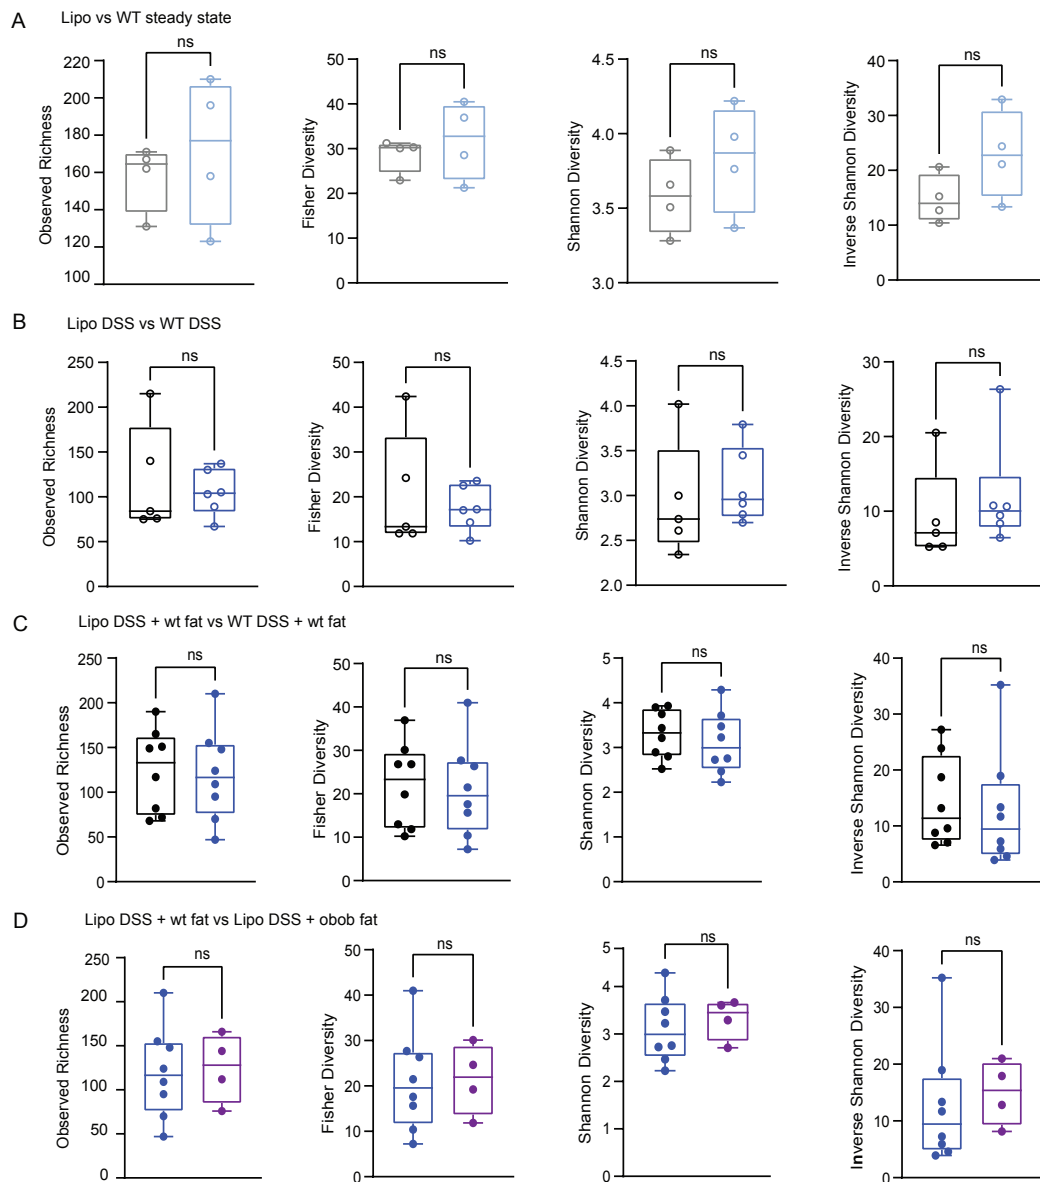 A
Lipo vs WT steady state
Observed Richness
220
200
180
160
140
120
100
ns
Fisher Diversity
50
40
30
20
10
0
ns
Shannon Diversity
4.5
4.0
3.5
3.0
ns
Inverse Shannon Diversity
40
30
20
10
0
ns
B
Lipo DSS vs WT DSS
Observed Richness
250
200
150
100
50
0
ns
Fisher Diversity
50
40
30
20
10
0
ns
Shannon Diversity
4.5
4.0
3.5
3.0
2.5
2.0
ns
Inverse Shannon Diversity
30
20
10
0
ns
C
Lipo DSS + wt fat vs WT DSS + wt fat
Observed Richness
250
200
150
100
50
0
ns
Fisher Diversity
50
40
30
20
10
0
ns
Shannon Diversity
5
4
3
2
1
0
ns
Inverse Shannon Diversity
40
30
20
10
0
ns
D
Lipo DSS + wt fat vs Lipo DSS + obob fat
Observed Richness
250
200
150
100
50
0
ns
Fisher Diversity
50
40
30
20
10
0
ns
Shannon Diversity
5
4
3
2
1
0
ns
Inverse Shannon Diversity
40
30
20
10
0
ns